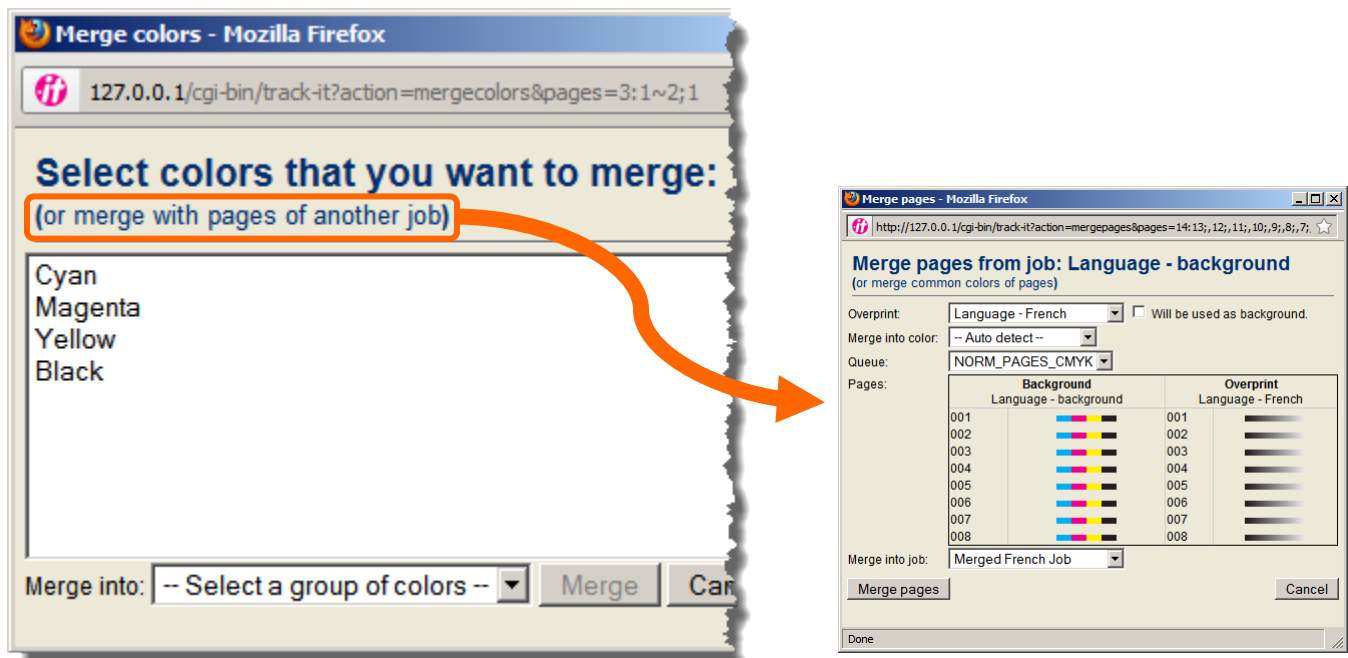 Merge colors - Mozilla Firefox
it 127.0.0.1/cgi-bin/track-it?action=mergecolors&pages=3:1~2;1
Select colors that you want to merge:
(or merge with pages of another job)
Cyan
Magenta
Yellow
Black
Merge into: -- Select a group of colors -- Merge Can
Merge pages - Mozilla Firefox
it http://127.0.0.1/cgi-bin/track-it?action=mergepages&pages=14:13;,12;,11;,10;,9;,8;,7;
Merge pages from job: Language - background
(or merge common colors of pages)
Overprint: Language - French Will be used as background.
Merge into color: -- Auto detect --
Queue: NORM_PAGES_CMYK
Pages: Background Overprint
Language - background Language - French
001 001
002 002
003 003
004 004
005 005
006 006
007 007
008 008
Merge into job: Merged French Job
Merge pages Cancel
Done